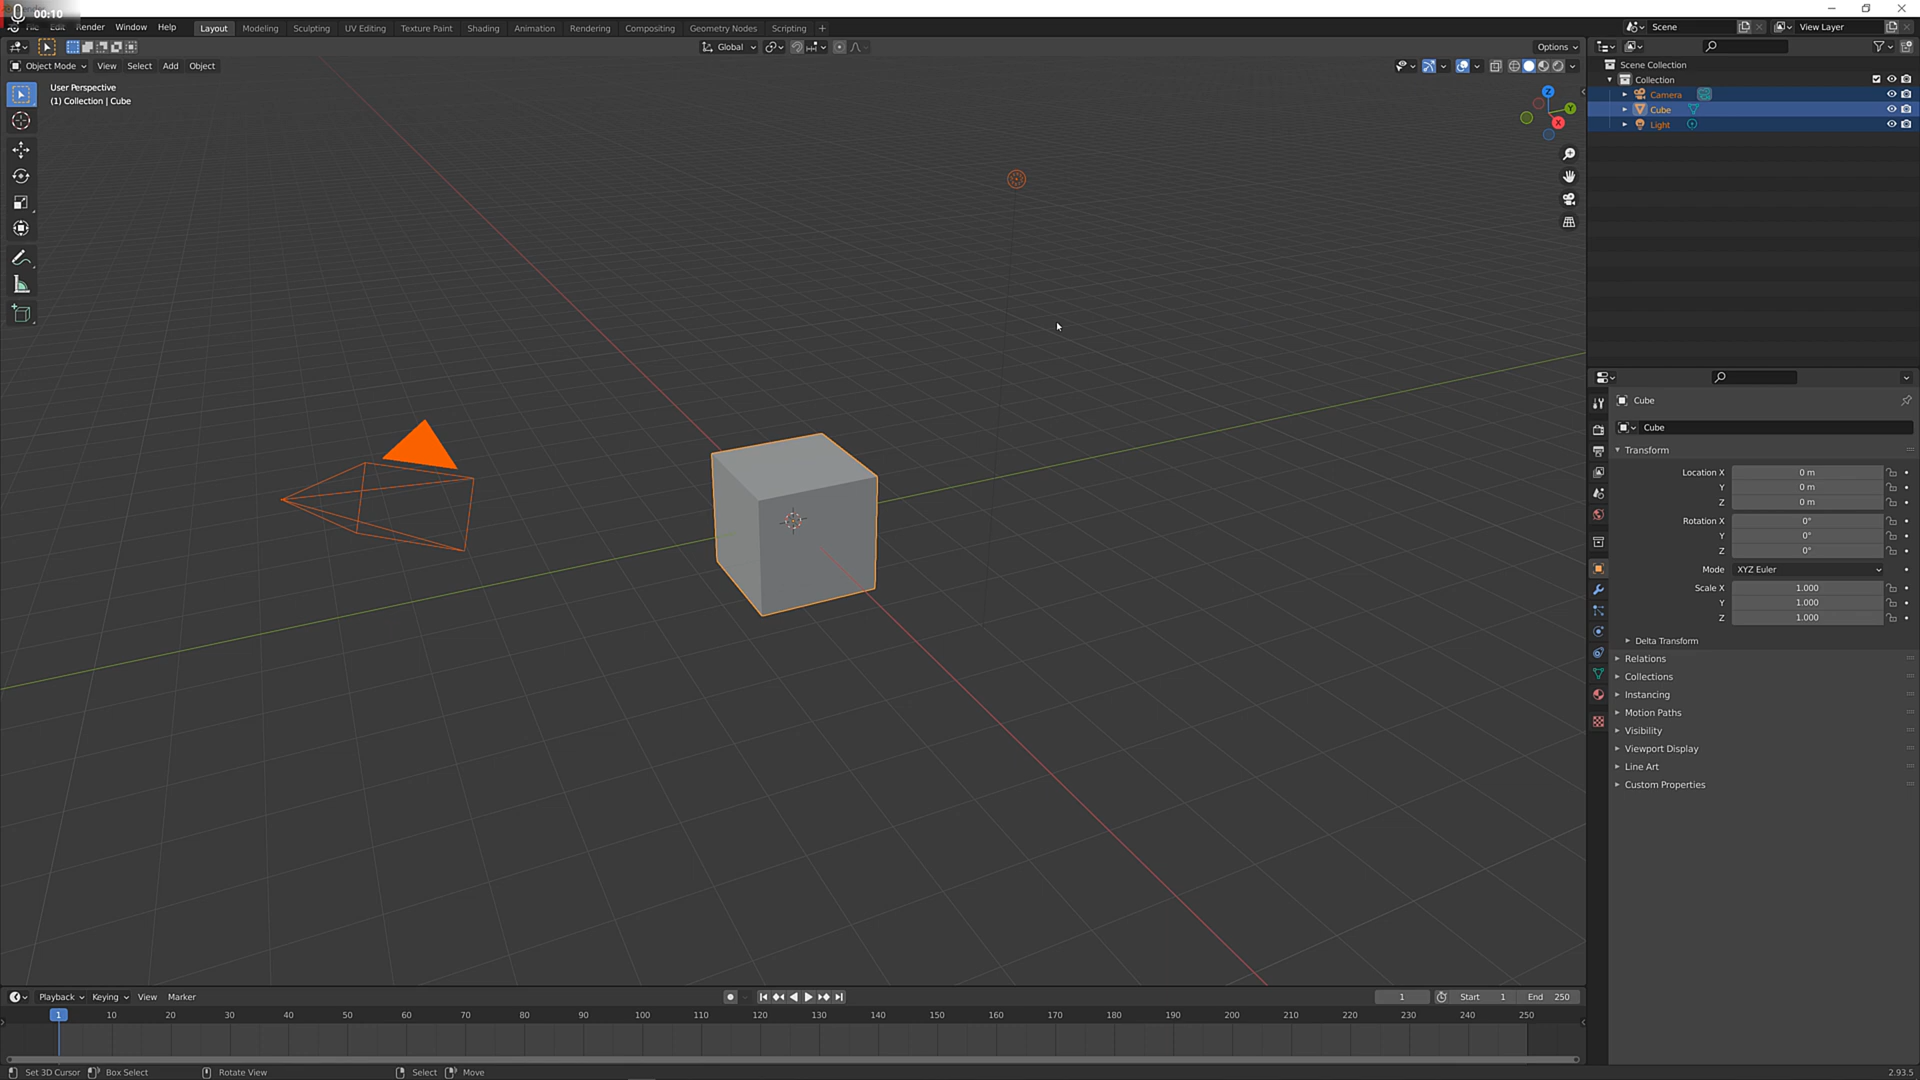 00:10
File Edit Render Window Help
Layout Modeling Sculpting UV Editing Texture Paint Shading Animation Rendering Compositing Geometry Nodes Scripting +
Scene
View Layer
Global
Options
Object Mode View Select Add Object
User Perspective
(1) Collection | Cube
Z
Y
X
Scene Collection
Collection
Camera
Cube
Light
Cube
Cube
Transform
Location X 0 m
Y 0 m
Z 0 m
Rotation X 0°
Y 0°
Z 0°
Mode XYZ Euler
Scale X 1.000
Y 1.000
Z 1.000
Delta Transform
Relations
Collections
Instancing
Motion Paths
Visibility
Viewport Display
Line Art
Custom Properties
Playback Keying View Marker
1 Start 1 End 250
1 10 20 30 40 50 60 70 80 90 100 110 120 130 140 150 160 170 180 190 200 210 220 230 240 250
Set 3D Cursor Box Select Rotate View Select Move
2.93.5